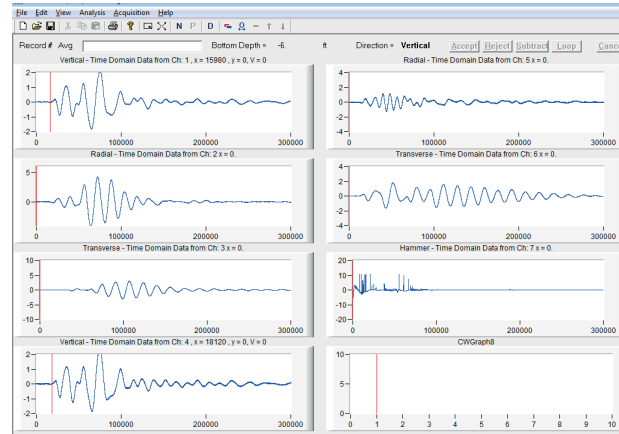 File Edit View Analysis Acquisition Help
N P D
Record # Avg Bottom Depth = -6. ft Direction = Vertical Accept Reject Subtract Loop Cance
Vertical - Time Domain Data from Ch: 1 , x = 15980 , y = 0, V = 0
2
1
0
-1
-2
0 100000 200000 300000
Radial - Time Domain Data from Ch: 5 x = 0.
4
2
0
-2
-4
0 100000 200000 300000
Radial - Time Domain Data from Ch: 2 x = 0.
5
0
0 100000 200000 300000
Transverse - Time Domain Data from Ch: 6 x = 0.
4
2
0
-2
-4
0 100000 200000 300000
Transverse - Time Domain Data from Ch: 3 x = 0.
10
5
0
-5
-10
0 100000 200000 300000
Hammer - Time Domain Data from Ch: 7 x = 0.
20
10
0
-10
-20
0 100000 200000 300000
Vertical - Time Domain Data from Ch: 4 , x = 18120 , y = 0, V = 0
2
1
0
-1
-2
0 100000 200000 300000
CWGraph8
10
5
0
0 1 2 3 4 5 6 7 8 9 10